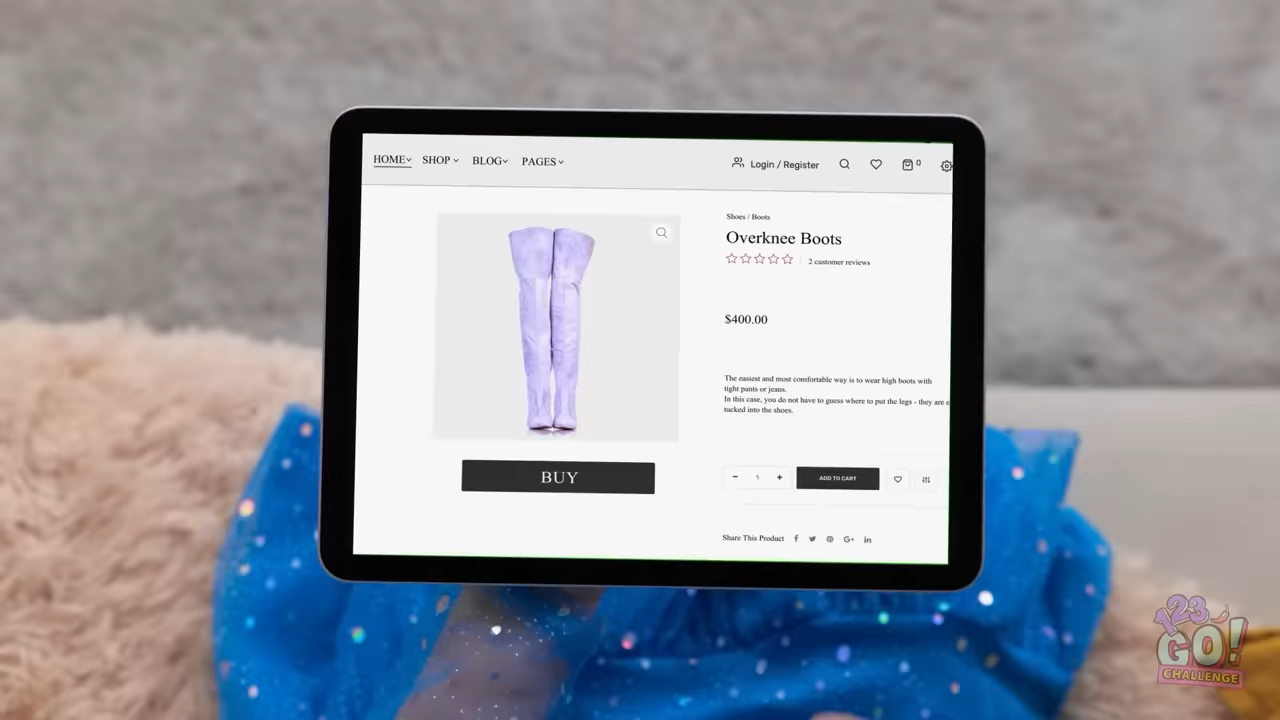 HOME SHOP BLOG PAGES Login / Register 0
Shoes / Boots
Overknee Boots
2 customer reviews
$400.00
The easiest and most comfortable way is to wear high boots with
tight pants or jeans.
In this case, you do not have to guess where to put the legs - they are e
tucked into the shoes.
BUY
- 1 + ADD TO CART
Share This Product f G+ in
123
GO!
CHALLENGE